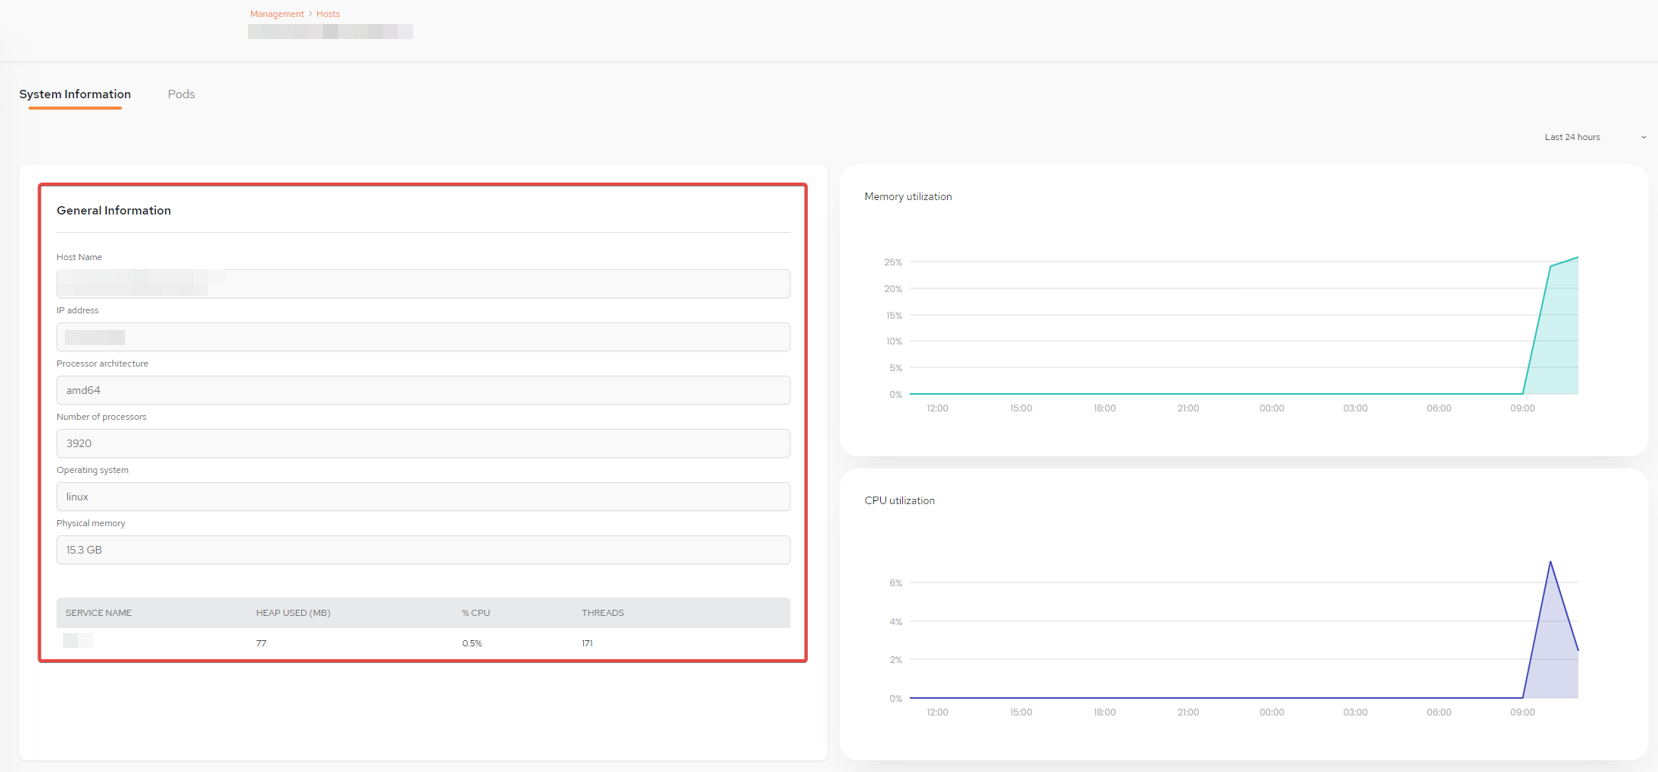 Management > Hosts
System Information Pods
Last 24 hours
General Information
Host Name
IP address
Processor architecture
amd64
Number of processors
3920
Operating system
linux
Physical memory
15.3 GB
SERVICE NAME HEAP USED (MB) % CPU THREADS
77 0.5% 171
Memory utilization
25%
20%
15%
10%
5%
0%
12:00 15:00 18:00 21:00 00:00 03:00 06:00 09:00
CPU utilization
6%
4%
2%
0%
12:00 15:00 18:00 21:00 00:00 03:00 06:00 09:00